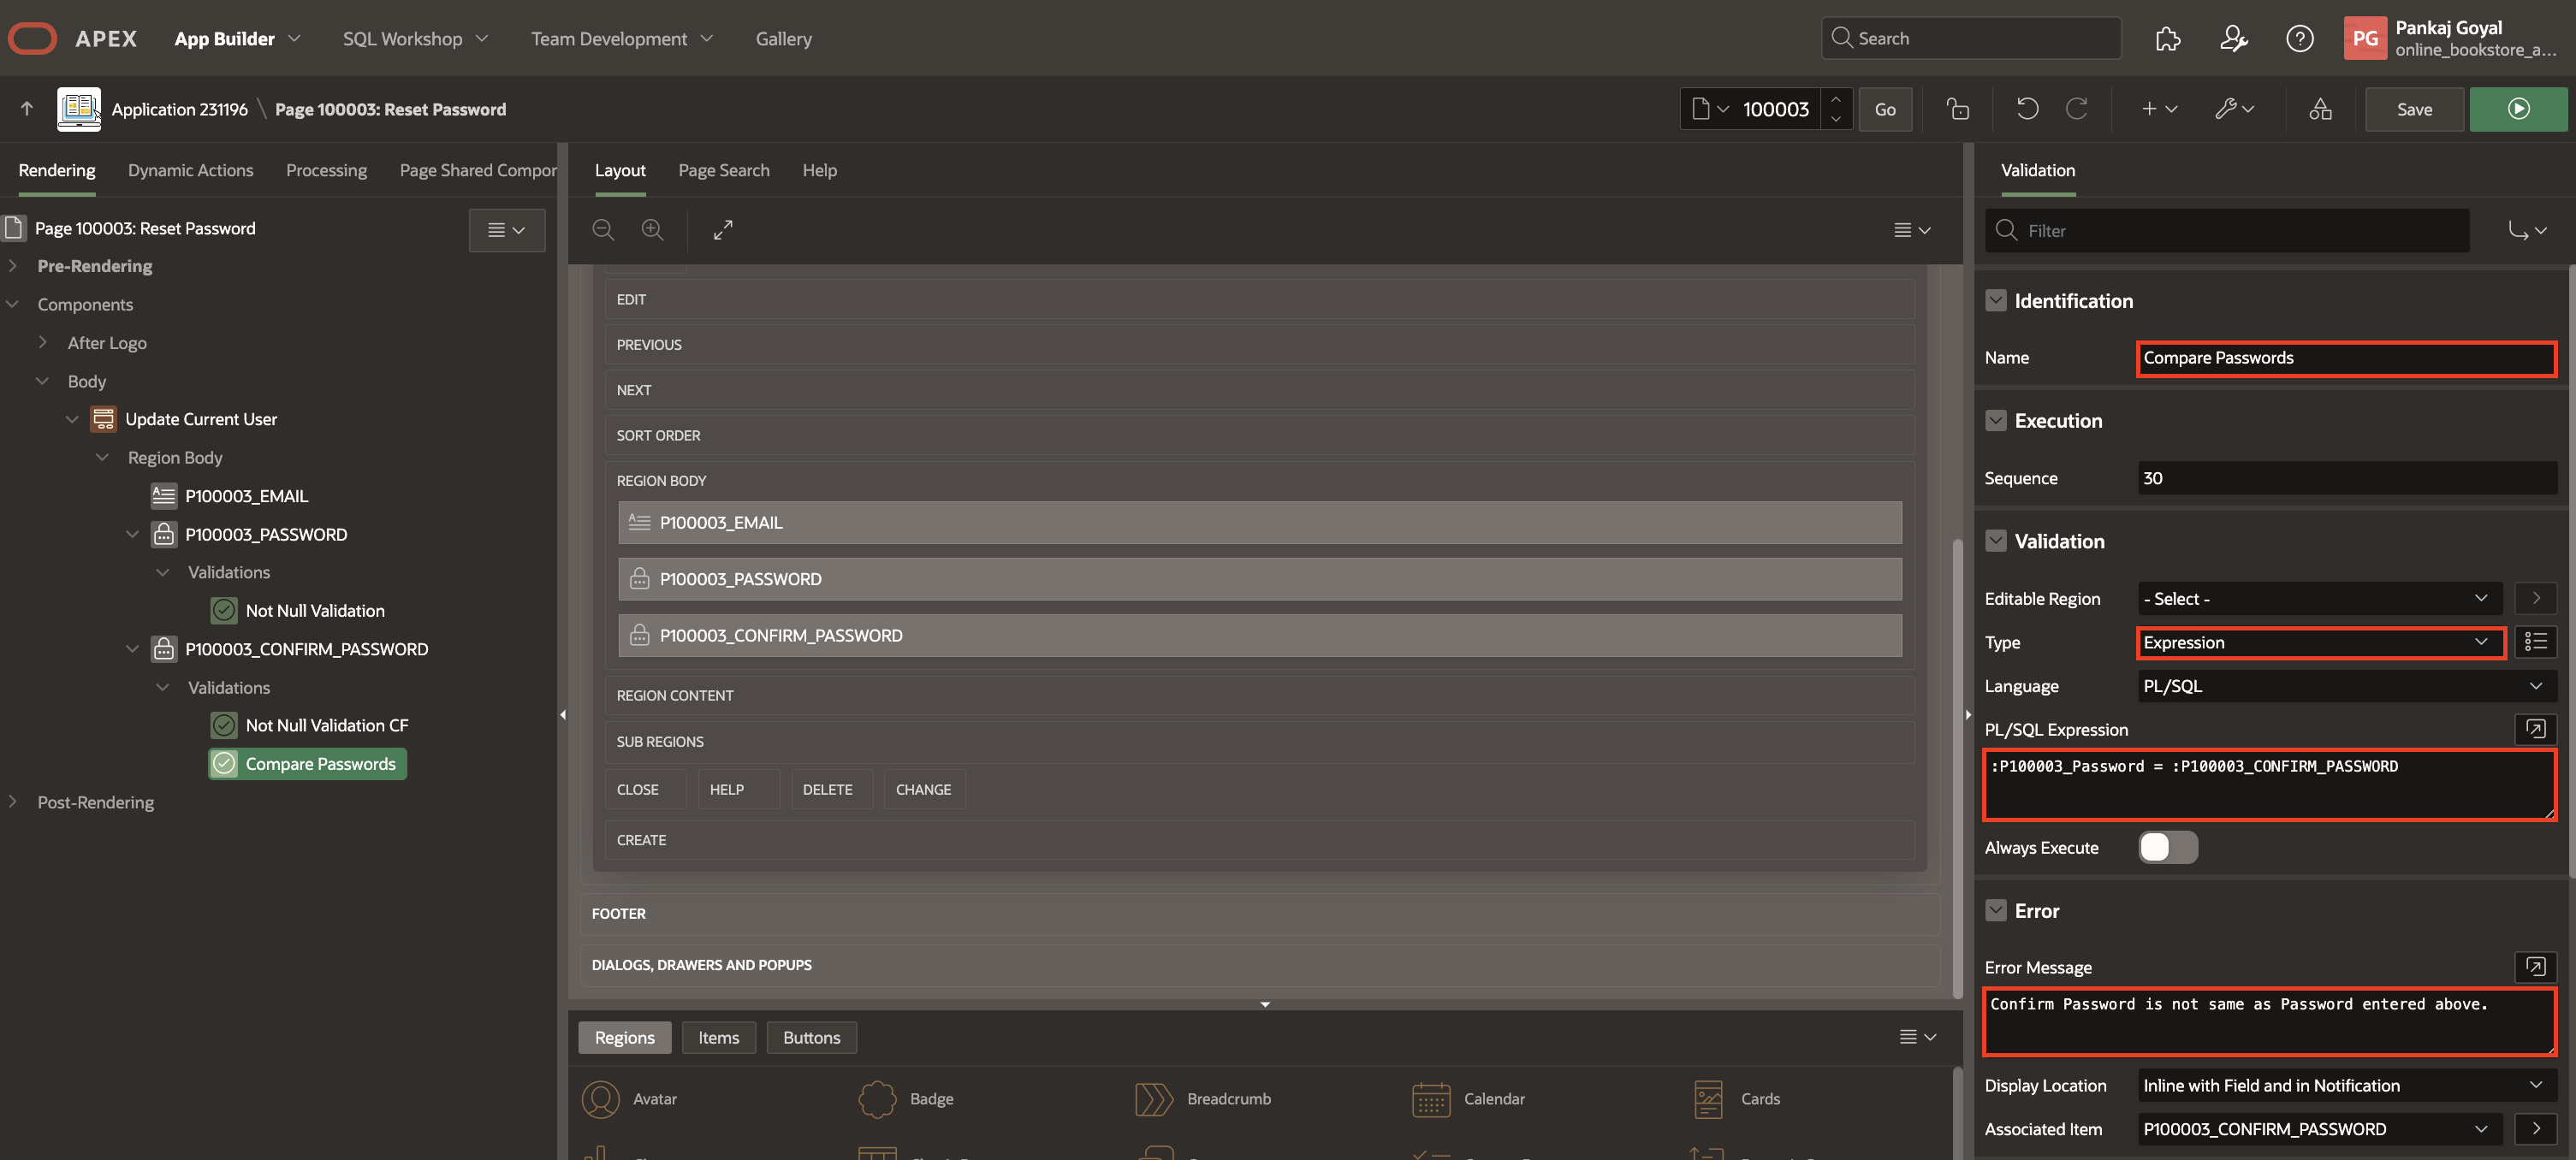 APEX App Builder SQL Workshop Team Development Gallery Search PG Pankaj Goyal
online_bookstore_a...
Application 231196 \ Page 100003: Reset Password 100003 Go Save
Rendering Dynamic Actions Processing Page Shared Compor
Page 100003: Reset Password
Pre-Rendering
Components
After Logo
Body
Update Current User
Region Body
P100003_EMAIL
P100003_PASSWORD
Validations
Not Null Validation
P100003_CONFIRM_PASSWORD
Validations
Not Null Validation CF
Compare Passwords
Post-Rendering
Layout Page Search Help
EDIT
PREVIOUS
NEXT
SORT ORDER
REGION BODY
P100003_EMAIL
P100003_PASSWORD
P100003_CONFIRM_PASSWORD
REGION CONTENT
SUB REGIONS
CLOSE HELP DELETE CHANGE
CREATE
FOOTER
DIALOGS, DRAWERS AND POPUPS
Regions Items Buttons
Avatar Badge Breadcrumb Calendar Cards
Validation
Filter
Identification
Name Compare Passwords
Execution
Sequence 30
Validation
Editable Region - Select -
Type Expression
Language PL/SQL
PL/SQL Expression
:P100003_Password = :P100003_CONFIRM_PASSWORD
Always Execute
Error
Error Message
Confirm Password is not same as Password entered above.
Display Location Inline with Field and in Notification
Associated Item P100003_CONFIRM_PASSWORD